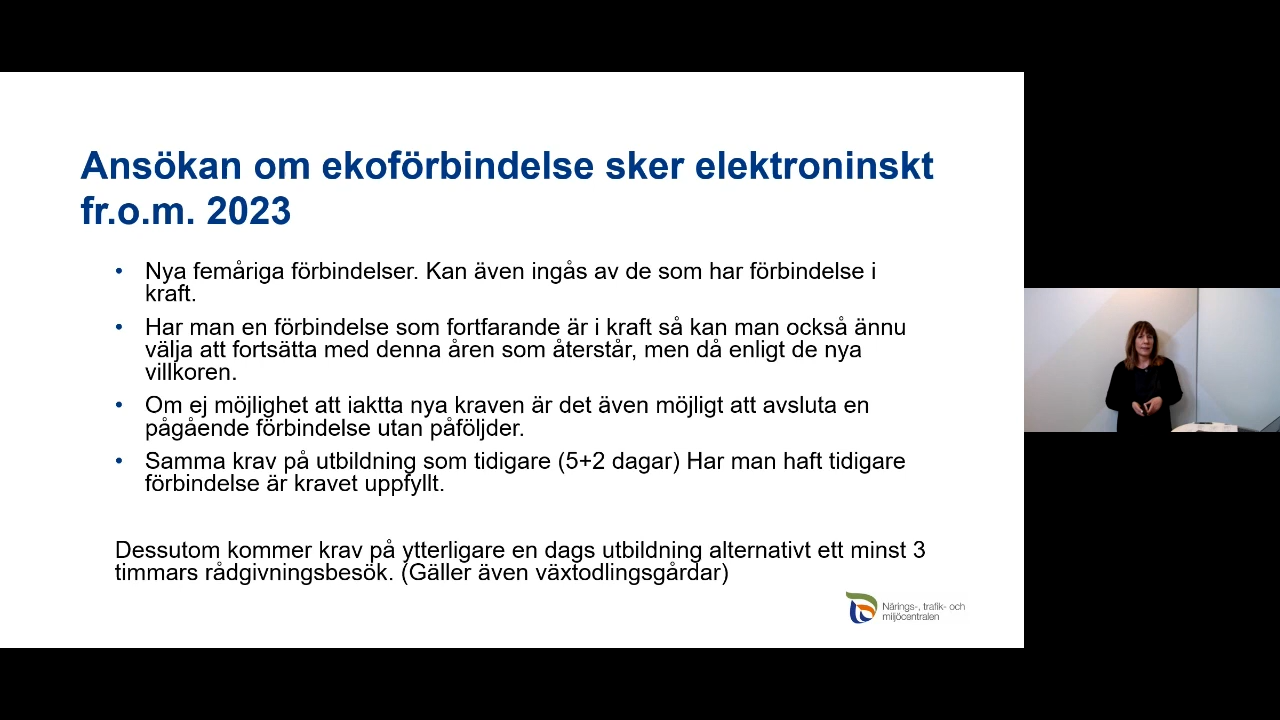 Ansökan om ekoförbindelse sker elektroninskt
fr.o.m. 2023
• Nya femåriga förbindelser. Kan även ingås av de som har förbindelse i
kraft.
• Har man en förbindelse som fortfarande är i kraft så kan man också ännu
välja att fortsätta med denna åren som återstår, men då enligt de nya
villkoren.
• Om ej möjlighet att iaktta nya kraven är det även möjligt att avsluta en
pågående förbindelse utan påföljder.
• Samma krav på utbildning som tidigare (5+2 dagar) Har man haft tidigare
förbindelse är kravet uppfyllt.
Dessutom kommer krav på ytterligare en dags utbildning alternativt ett minst 3
timmars rådgivningsbesök. (Gäller även växtodlingsgårdar)
Närings-, trafik- och
miljöcentralen